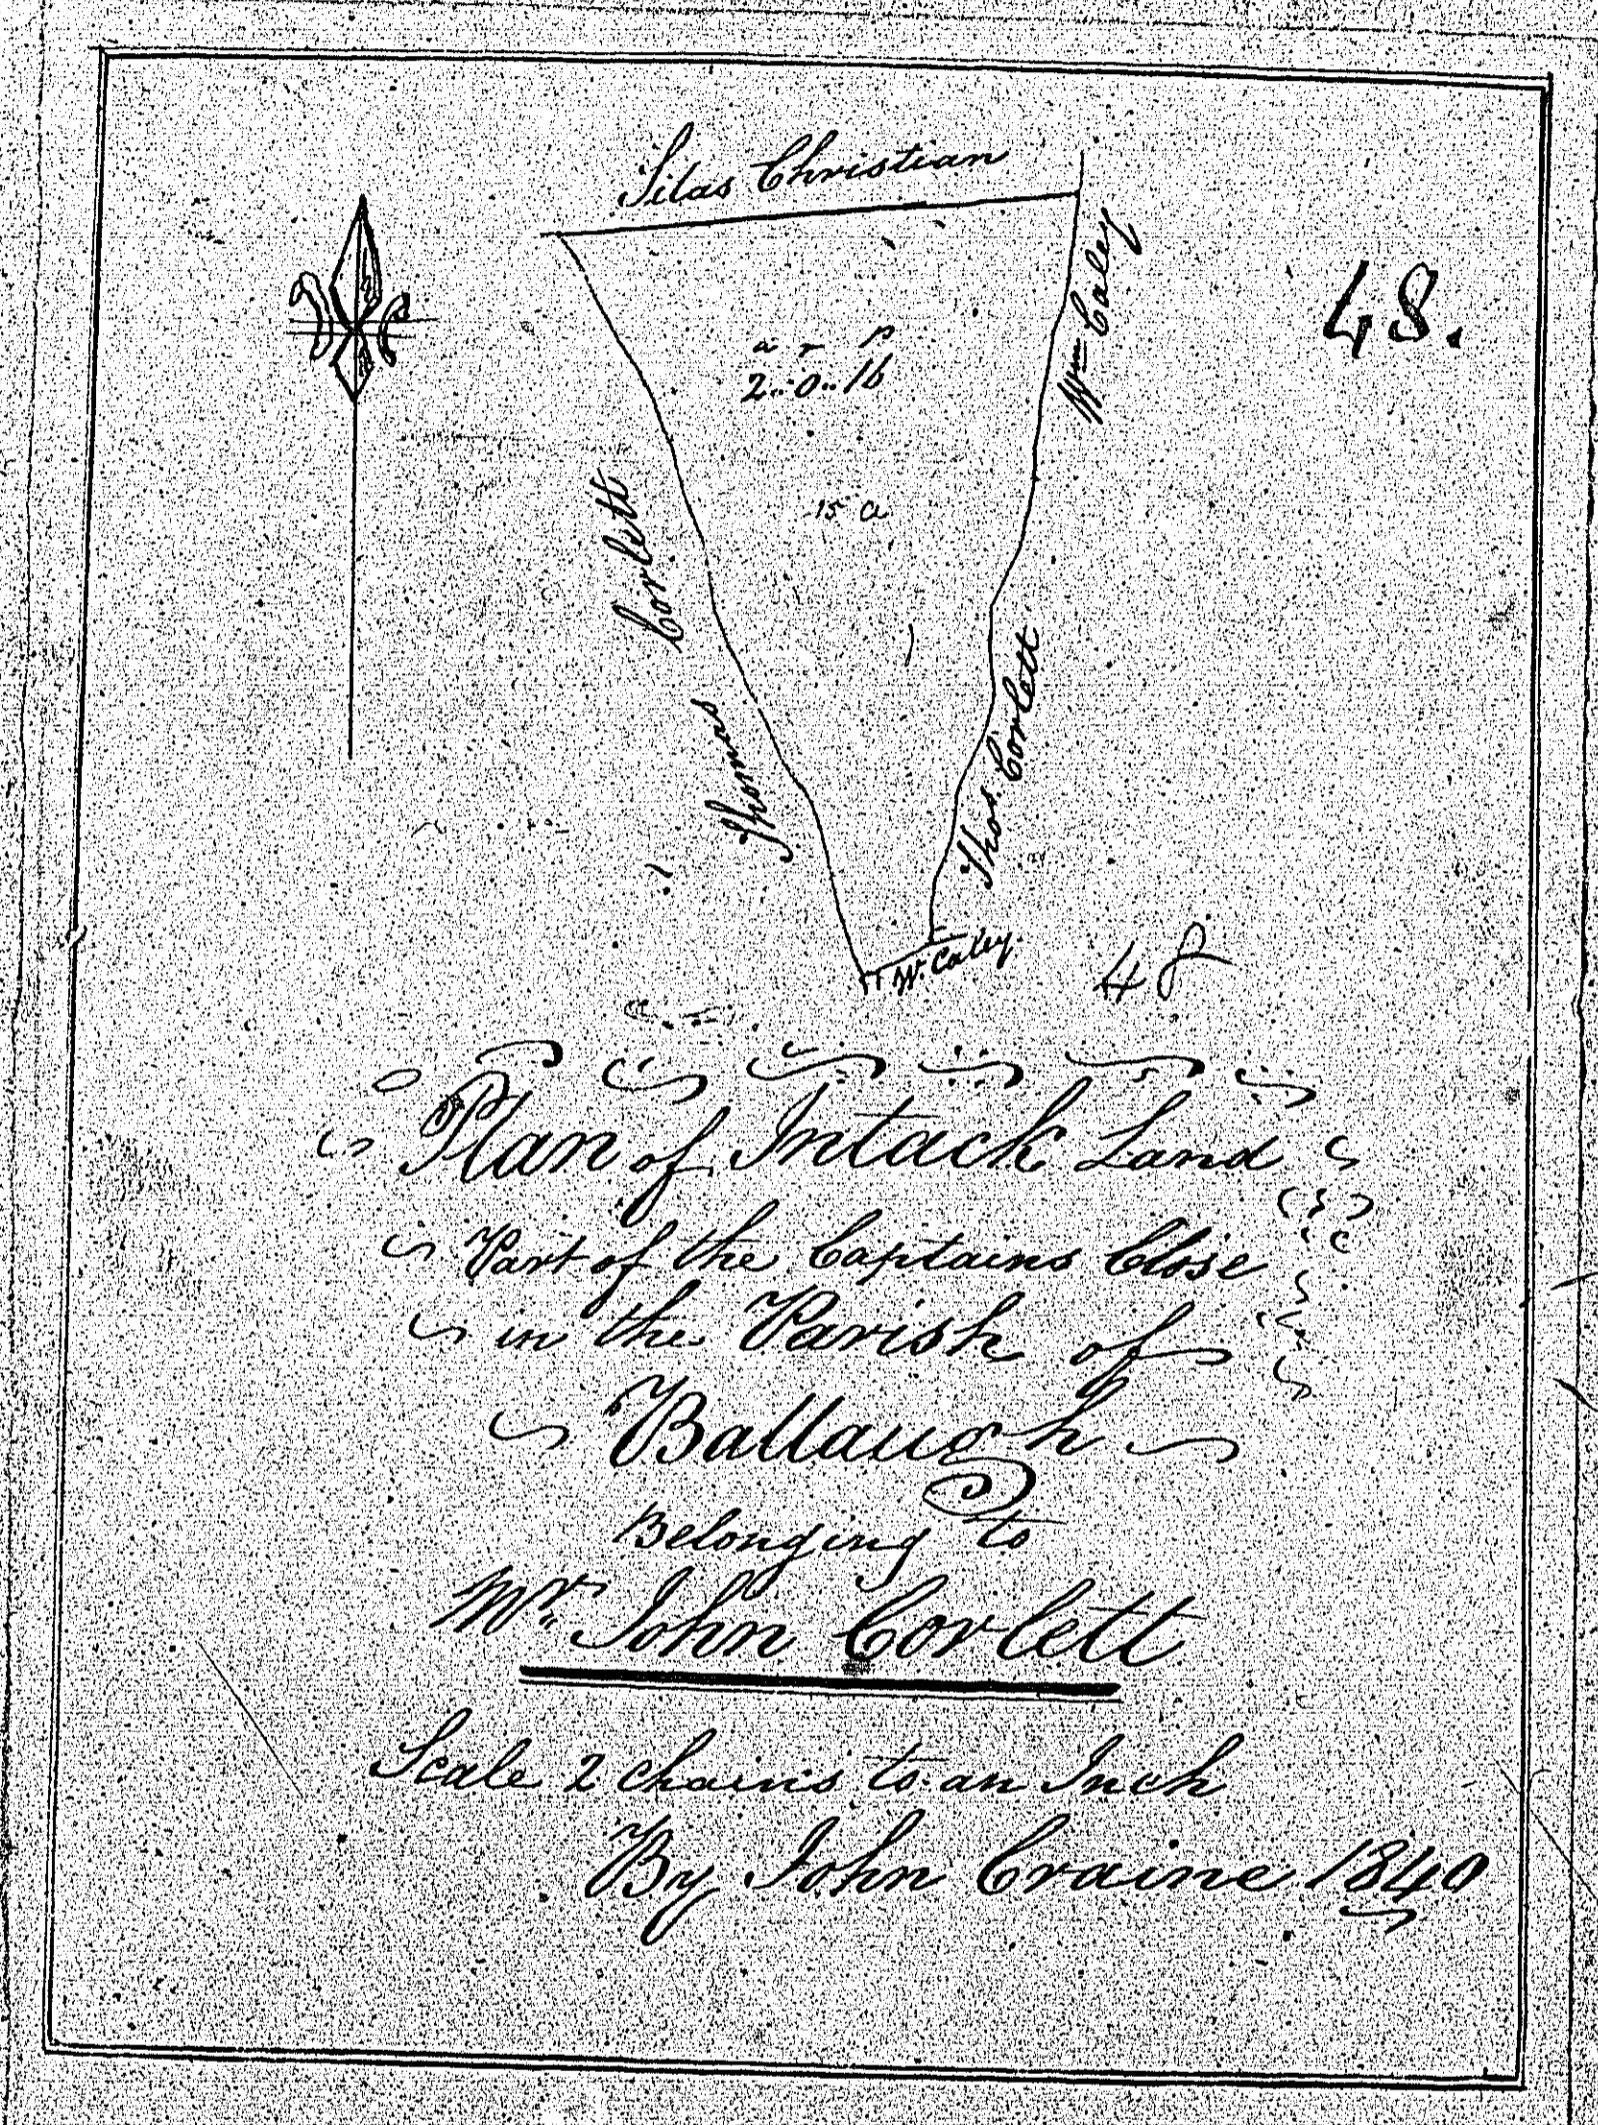 Silas Christian
Wm Caley
48.
a r p
2..0..16
15 a
Thomas Corlett
Thos. Corlett
W. Caley.
48
Plan of Intack Land
Part of the Captains Close
in the Parish of
Ballaugh
Belonging to
Mr. John Corlett
Scale 2 chains to an Inch
By John Craine 1840